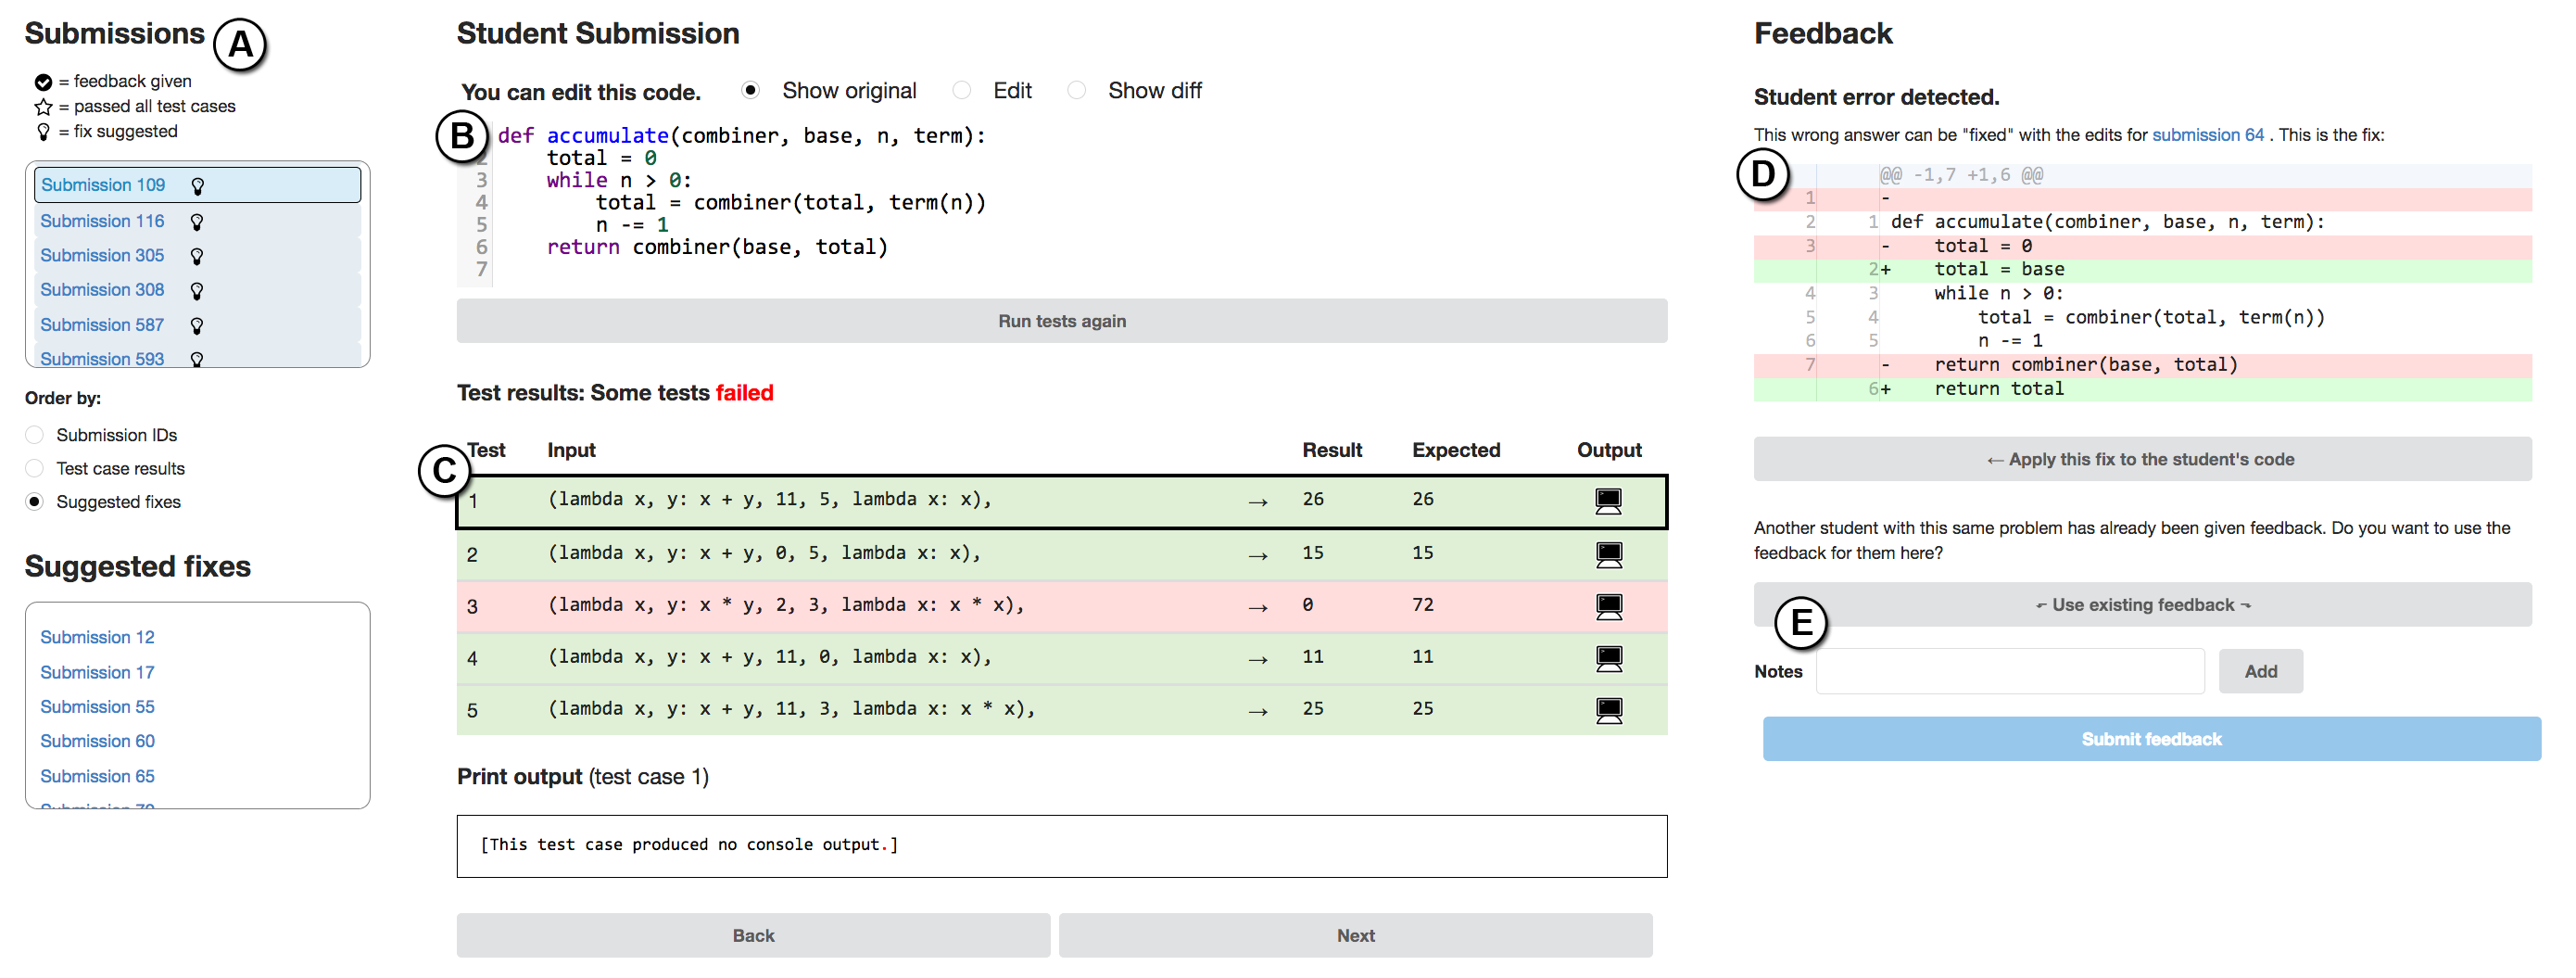 Submissions
A
= feedback given
= passed all test cases
= fix suggested
Submission 109
Submission 116
Submission 305
Submission 308
Submission 587
Submission 593
Order by:
Submission IDs
Test case results
Suggested fixes
Suggested fixes
Submission 12
Submission 17
Submission 55
Submission 60
Submission 65
Student Submission
You can edit this code. Show original Edit Show diff
B
def accumulate(combiner, base, n, term):
2     total = 0
3     while n > 0:
4         total = combiner(total, term(n))
5         n -= 1
6     return combiner(base, total)
7
Run tests again
Test results: Some tests failed
C
Test Input Result Expected Output
1 (lambda x, y: x + y, 11, 5, lambda x: x), → 26 26
2 (lambda x, y: x + y, 0, 5, lambda x: x), → 15 15
3 (lambda x, y: x * y, 2, 3, lambda x: x * x), → 0 72
4 (lambda x, y: x + y, 11, 0, lambda x: x), → 11 11
5 (lambda x, y: x + y, 11, 3, lambda x: x * x), → 25 25
Print output (test case 1)
[This test case produced no console output.]
Back Next
Feedback
Student error detected.
This wrong answer can be "fixed" with the edits for submission 64 . This is the fix:
D
@@ -1,7 +1,6 @@
1 -
2 1 def accumulate(combiner, base, n, term):
3 -    total = 0
2+    total = base
4 3     while n > 0:
5 4         total = combiner(total, term(n))
6 5         n -= 1
7 -    return combiner(base, total)
6+    return total
← Apply this fix to the student's code
Another student with this same problem has already been given feedback. Do you want to use the
feedback for them here?
Use existing feedback
E
Notes Add
Submit feedback